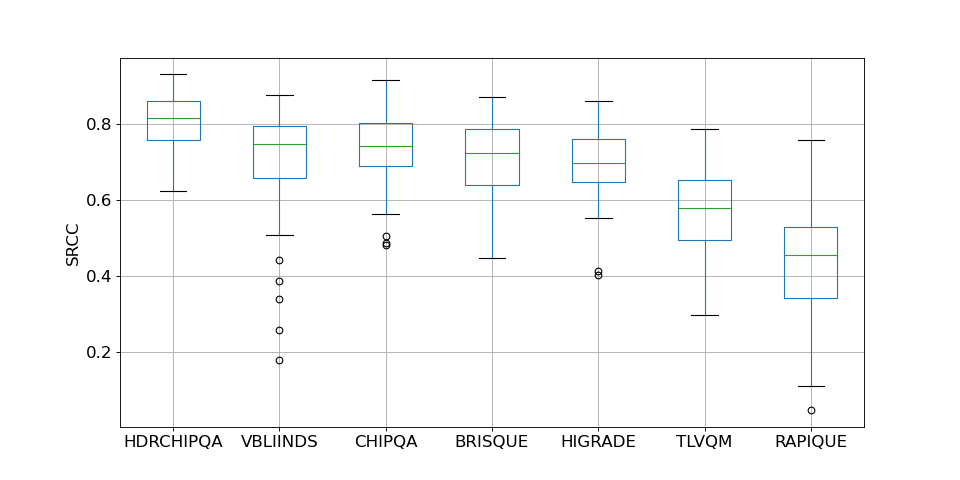 SRCC
0.8
0.6
0.4
0.2
HDRCHIPQA VBLIINDS CHIPQA BRISQUE HIGRADE TLVQM RAPIQUE